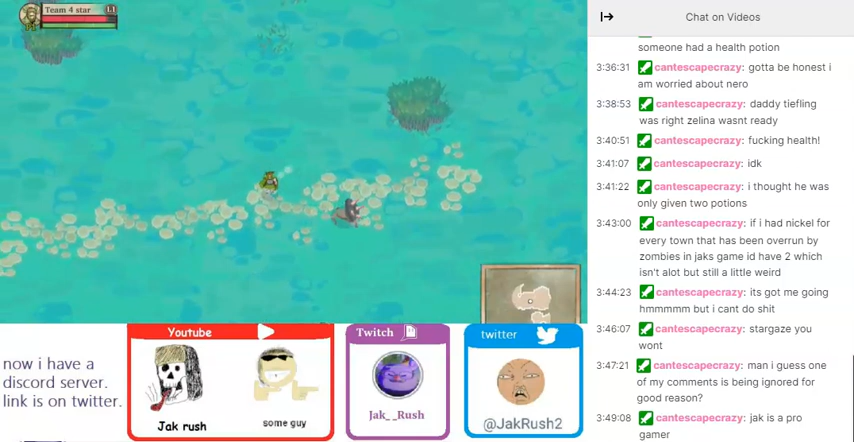 Team 4 star L1
Chat on Videos
someone had a health potion
3:36:31 cantescapecrazy: gotta be honest i
am worried about nero
3:38:53 cantescapecrazy: daddy tiefling
was right zelina wasnt ready
3:40:51 cantescapecrazy: fucking health!
3:41:07 cantescapecrazy: idk
3:41:22 cantescapecrazy: i thought he was
only given two potions
3:43:00 cantescapecrazy: if i had nickel for
every town that has been overrun by
zombies in jaks game id have 2 which
isn't alot but still a little weird
3:44:23 cantescapecrazy: its got me going
hmmmmm but i cant do shit
3:46:07 cantescapecrazy: stargaze you
wont
3:47:21 cantescapecrazy: man i guess one
of my comments is being ignored for
good reason?
3:49:08 cantescapecrazy: jak is a pro
gamer
now i have a
discord server.
link is on twitter.
Youtube
Jak rush
some guy
Twitch
Jak_ _Rush
twitter
@JakRush2